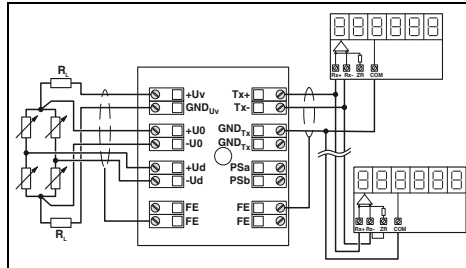 Rx+ Rx- ZR COM
RL
+Uv Tx+
GNDUv Tx-
+U0 GNDTx
-U0 GNDTx
+Ud PSa
-Ud PSb
FE FE
FE FE
RL
Rx+ Rx- ZR COM